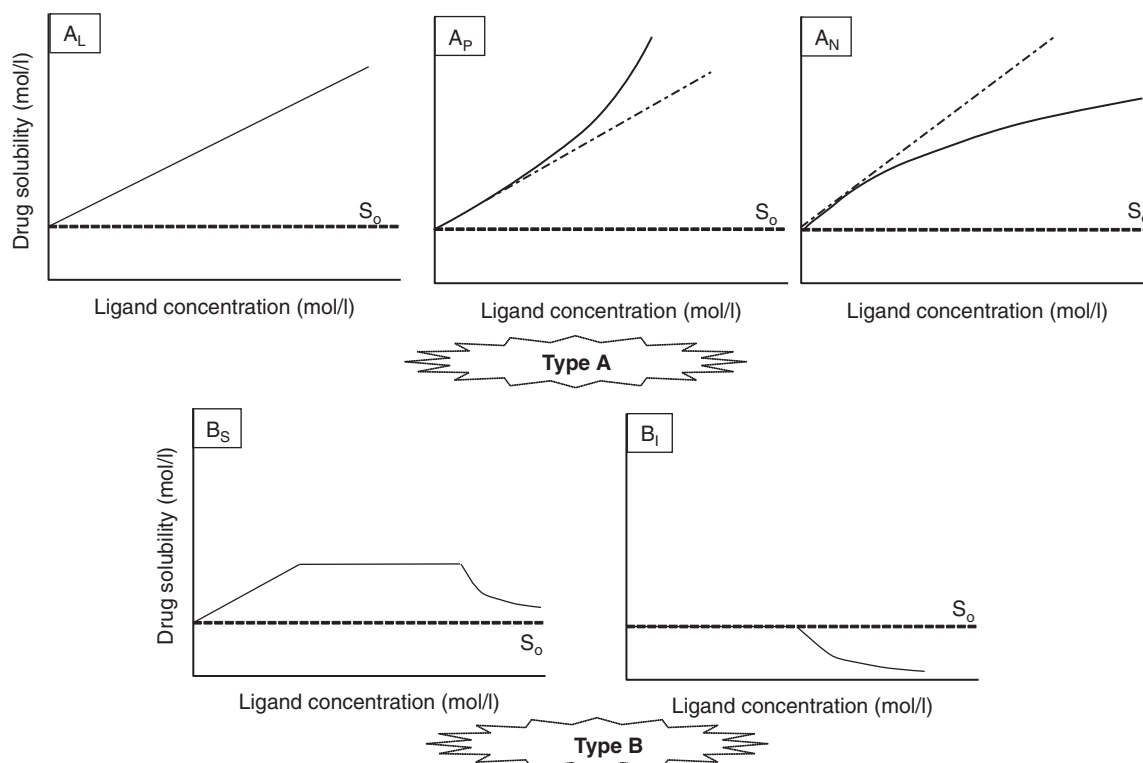 A_L
A_P
A_N
Drug solubility (mol/l)
S_o
S_o
Ligand concentration (mol/l)
Ligand concentration (mol/l)
Ligand concentration (mol/l)
Type A
B_S
B_I
Drug solubility (mol/l)
S_o
S_o
Ligand concentration (mol/l)
Ligand concentration (mol/l)
Type B